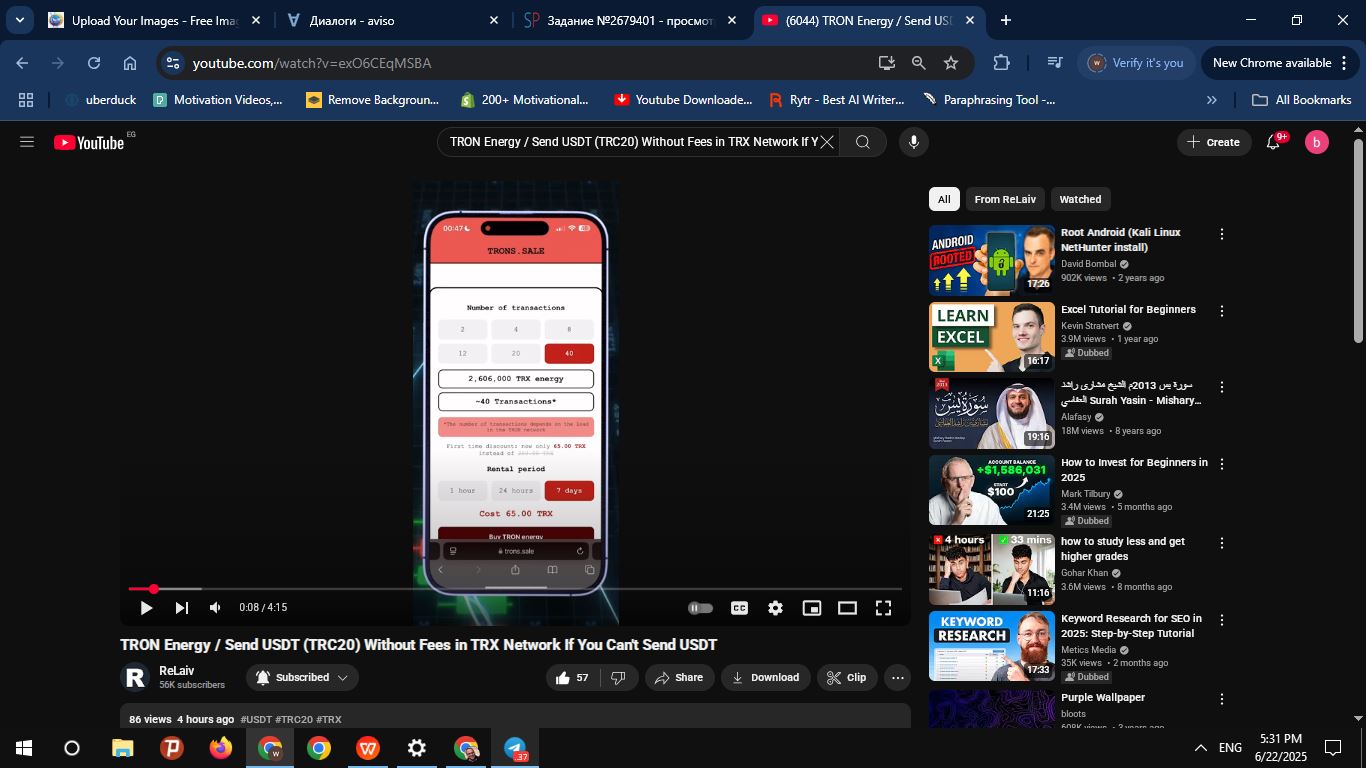 Upload Your Images - Free Imag
Диалоги - aviso
Задание №2679401 - просмот
(6044) TRON Energy / Send USD
youtube.com/watch?v=exO6CEqMSBA
Verify it's you
New Chrome available
uberduck
Motivation Videos,...
Remove Backgroun...
200+ Motivational...
Youtube Downloade...
Rytr - Best AI Writer...
Paraphrasing Tool -...
All Bookmarks
YouTube EG
TRON Energy / Send USDT (TRC20) Without Fees in TRX Network If Y
Create
9+
b
00:47
TRONS.SALE
Number of transactions
2 4 8
12 20 40
2,606,000 TRX energy
~40 Transactions*
*The number of transactions depends on the load
in the TRON network
First time discount: now only 65.00 TRX
instead of
Rental period
1 hour 24 hours 7 days
Cost 65.00 TRX
Buy TRON energy
trons.sale
0:08 / 4:15
CC
TRON Energy / Send USDT (TRC20) Without Fees in TRX Network If You Can't Send USDT
R
ReLaiv
56K subscribers
Subscribed
57
Share
Download
Clip
86 views 4 hours ago #USDT #TRC20 #TRX
All
From ReLaiv
Watched
ANDROID
ROOTED
17:26
Root Android (Kali Linux
NetHunter install)
David Bombal
902K views • 2 years ago
LEARN
EXCEL
16:17
Excel Tutorial for Beginners
Kevin Stratvert
3.9M views • 1 year ago
Dubbed
19:16
سورة يس 2013م الشيخ مشاري راشد
العفاسي Surah Yasin - Mishary...
Alafasy
18M views • 8 years ago
ACCOUNT BALANCE
+$1,586,031
START
$100
21:25
How to Invest for Beginners in
2025
Mark Tilbury
3.4M views • 5 months ago
Dubbed
4 hours
33 mins
11:16
how to study less and get
higher grades
Gohar Khan
3.6M views • 8 months ago
KEYWORD
RESEARCH
17:33
Keyword Research for SEO in
2025: Step-by-Step Tutorial
Metics Media
35K views • 2 months ago
Dubbed
Purple Wallpaper
bloots
37
ENG
5:31 PM
6/22/2025